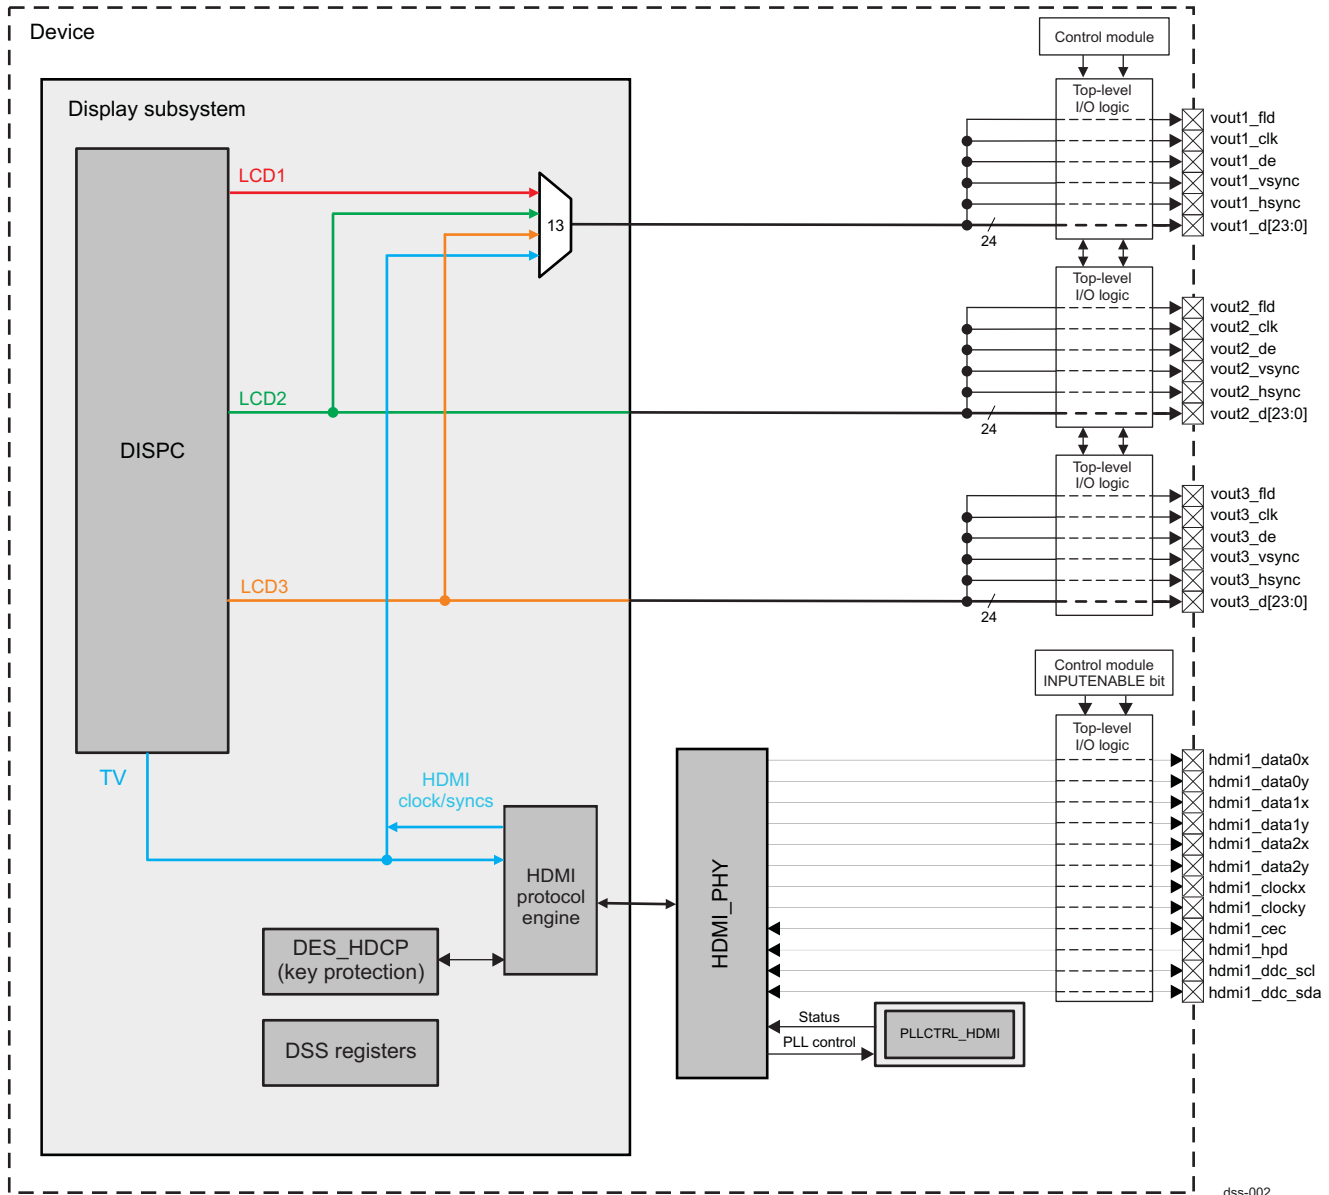 Device
Control module
Display subsystem
Top-level
I/O logic
vout1_fld
vout1_clk
vout1_de
vout1_vsync
vout1_hsync
vout1_d[23:0]
LCD1
13
24
Top-level
I/O logic
vout2_fld
vout2_clk
vout2_de
vout2_vsync
vout2_hsync
vout2_d[23:0]
LCD2
24
DISPC
Top-level
I/O logic
vout3_fld
vout3_clk
vout3_de
vout3_vsync
vout3_hsync
vout3_d[23:0]
LCD3
24
Control module
INPUTENABLE bit
Top-level
I/O logic
TV
HDMI
clock/syncs
HDMI
protocol
engine
HDMI_PHY
hdmi1_data0x
hdmi1_data0y
hdmi1_data1x
hdmi1_data1y
hdmi1_data2x
hdmi1_data2y
hdmi1_clockx
hdmi1_clocky
hdmi1_cec
hdmi1_hpd
hdmi1_ddc_scl
hdmi1_ddc_sda
DES_HDCP
(key protection)
Status
PLL control
PLLCTRL_HDMI
DSS registers
dss-002